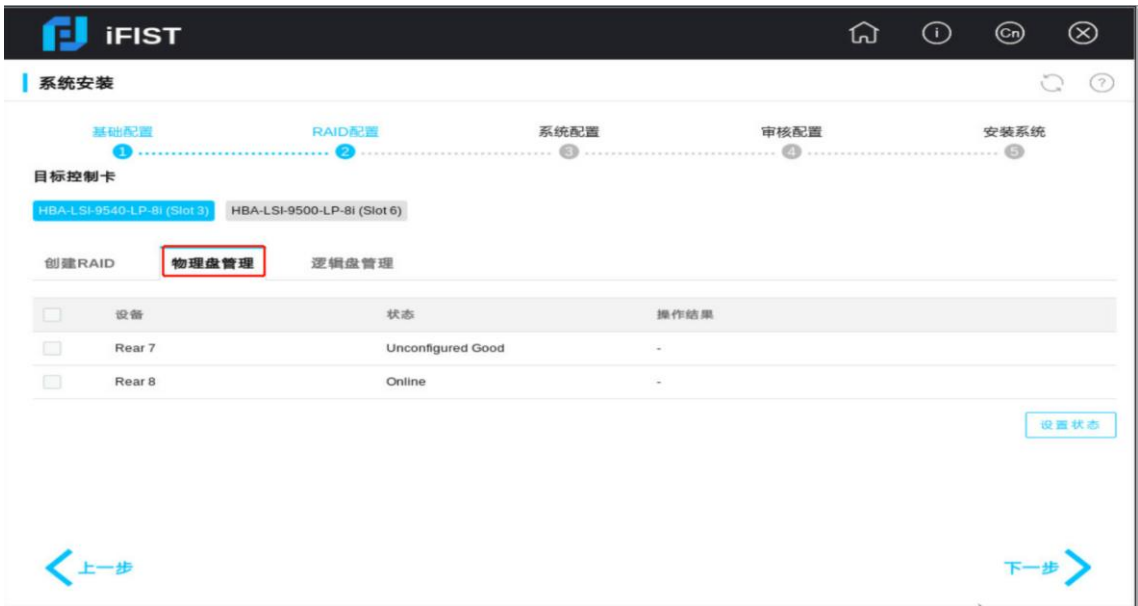 iFIST
Cn
系统安装
基础配置 RAID配置 系统配置 审核配置 安装系统
1 2 3 4 5
目标控制卡
HBA-LSI-9540-LP-8i (Slot 3) HBA-LSI-9500-LP-8i (Slot 6)
创建RAID 物理盘管理 逻辑盘管理
设备 状态 操作结果
Rear 7 Unconfigured Good -
Rear 8 Online -
设置状态
上一步 下一步